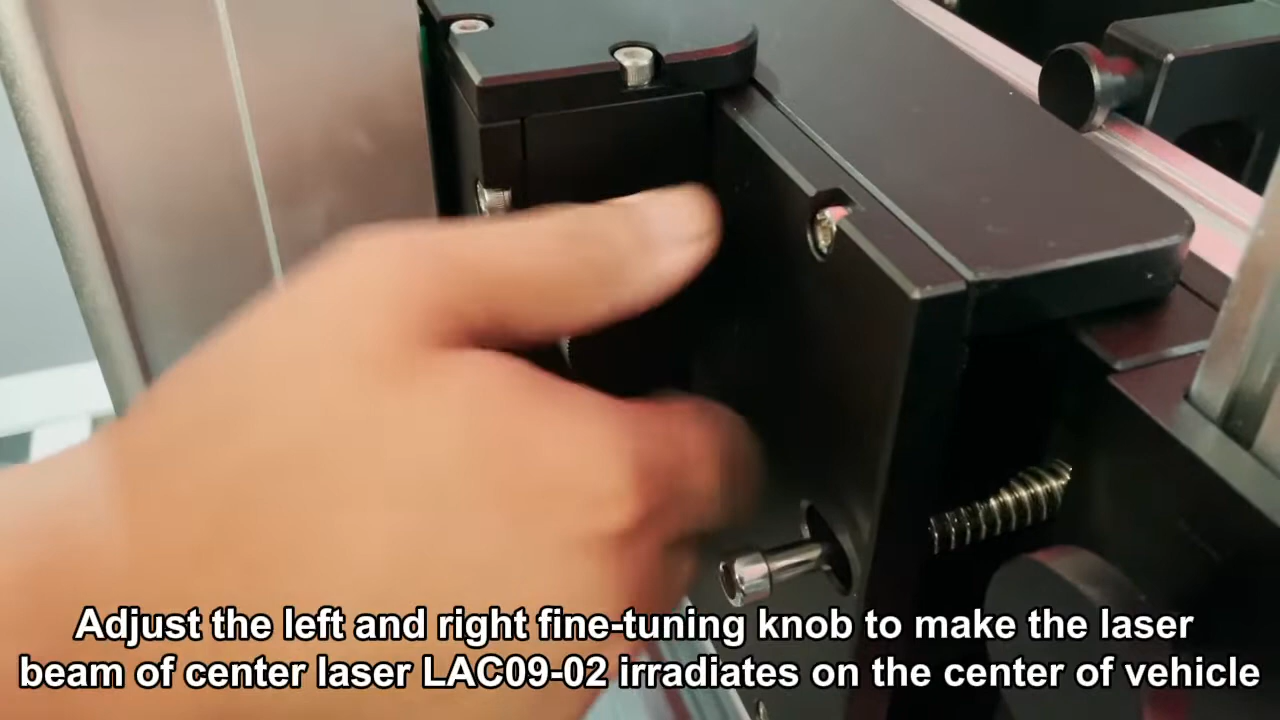 Adjust the left and right fine-tuning knob to make the laser
beam of center laser LAC09-02 irradiates on the center of vehicle